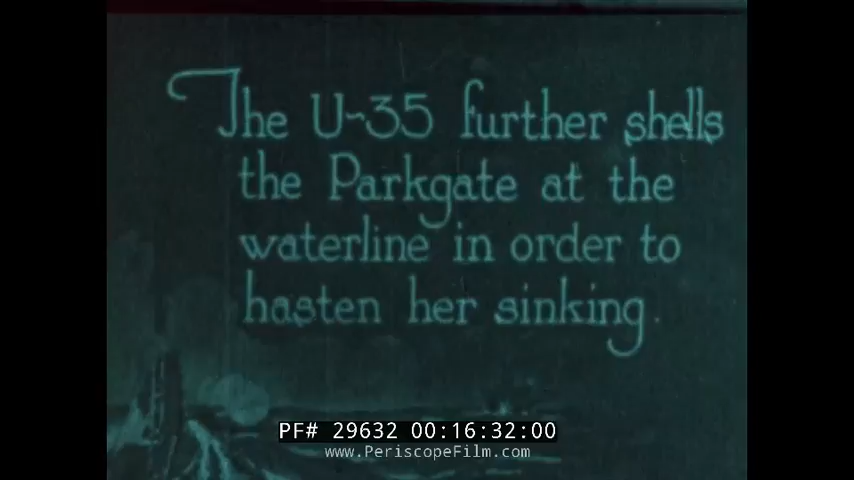 The U-35 further shells
the Parkgate at the
waterline in order to
hasten her sinking.
PF# 29632 00:16:32:00
www.PeriscopeFilm.com